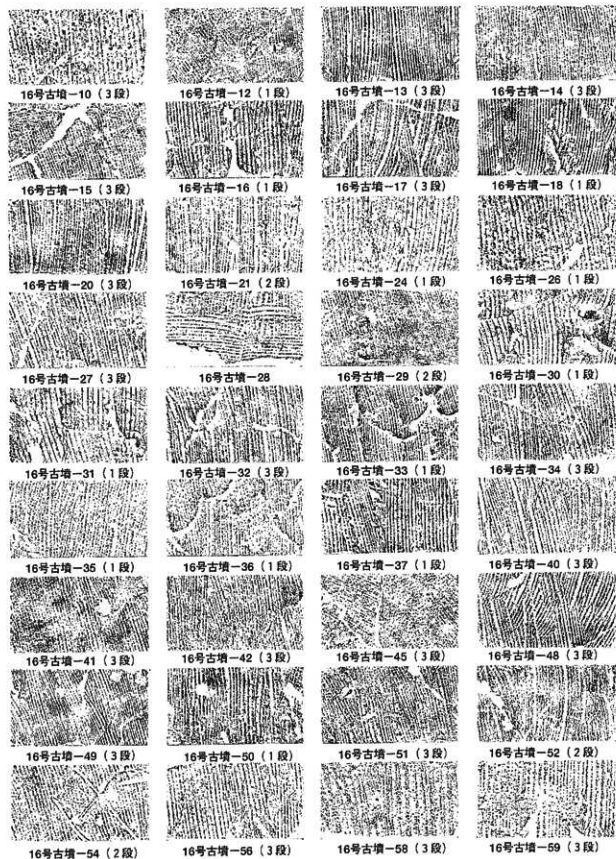 16号古墳−10(3段) 16号古墳−12(1段) 16号古墳−13(3段) 16号古墳−14(3段)
16号古墳−15(3段) 16号古墳−16(1段) 16号古墳−17(3段) 16号古墳−18(1段)
16号古墳−20(3段) 16号古墳−21(2段) 16号古墳−24(1段) 16号古墳−26(1段)
16号古墳−27(3段) 16号古墳−28 16号古墳−29(2段) 16号古墳−30(1段)
16号古墳−31(1段) 16号古墳−32(3段) 16号古墳−33(1段) 16号古墳−34(3段)
16号古墳−35(1段) 16号古墳−36(1段) 16号古墳−37(1段) 16号古墳−40(3段)
16号古墳−41(3段) 16号古墳−42(3段) 16号古墳−45(3段) 16号古墳−48(3段)
16号古墳−49(3段) 16号古墳−50(1段) 16号古墳−51(3段) 16号古墳−52(2段)
16号古墳−54(2段) 16号古墳−56(3段) 16号古墳−58(3段) 16号古墳−59(3段)